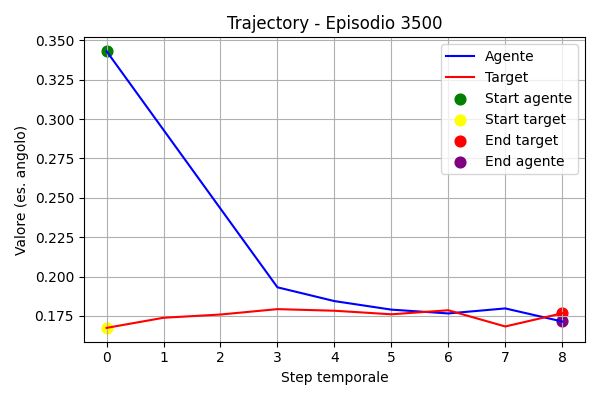 Trajectory - Episodio 3500
0.350
0.325
0.300
0.275
0.250
0.225
0.200
0.175
Valore (es. angolo)
Agente
Target
Start agente
Start target
End target
End agente
0 1 2 3 4 5 6 7 8
Step temporale